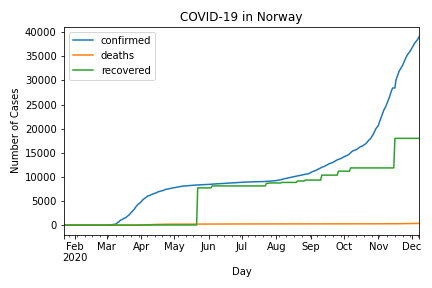 COVID-19 in Norway
confirmed
deaths
recovered
40000
35000
30000
25000
20000
15000
10000
5000
0
Number of Cases
Feb Mar Apr May Jun Jul Aug Sep Oct Nov Dec
2020
Day